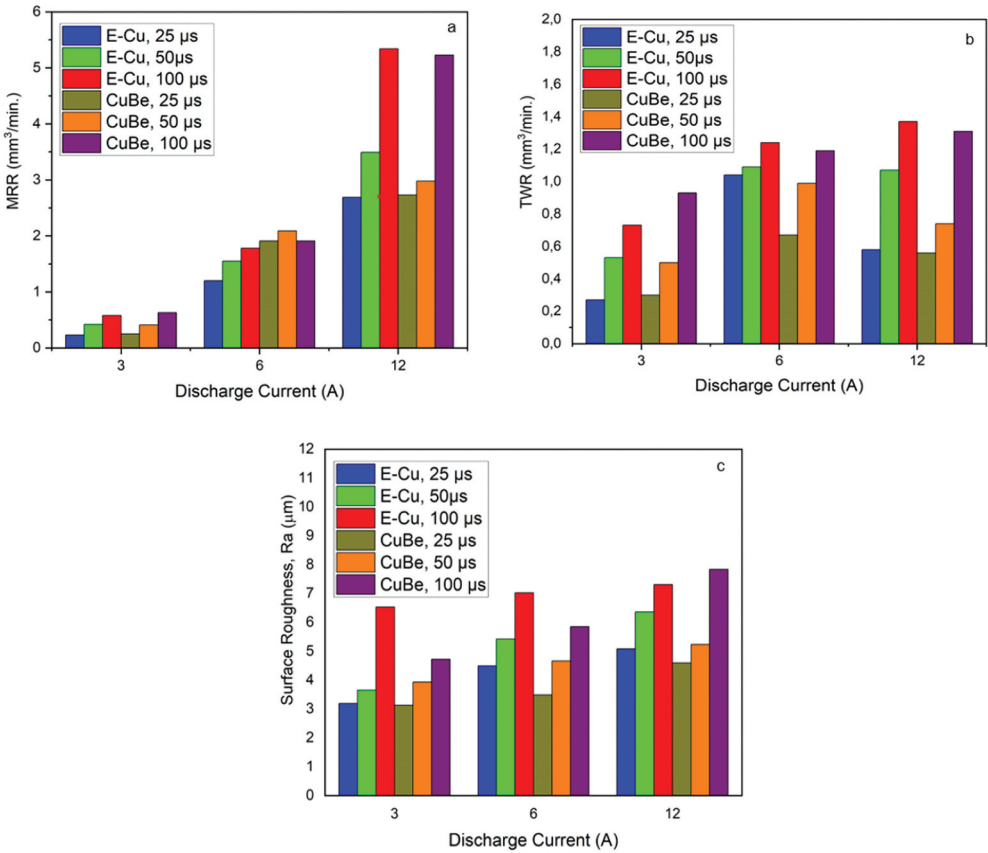 a
E-Cu, 25 µs
E-Cu, 50µs
E-Cu, 100 µs
CuBe, 25 µs
CuBe, 50 µs
CuBe, 100 µs
6
5
4
3
2
1
0
MRR (mm³/min.)
3 6 12
Discharge Current (A)
b
E-Cu, 25 µs
E-Cu, 50µs
E-Cu, 100 µs
CuBe, 25 µs
CuBe, 50 µs
CuBe, 100 µs
2,0
1,8
1,6
1,4
1,2
1,0
0,8
0,6
0,4
0,2
0,0
TWR (mm³/min.)
3 6 12
Discharge Current (A)
c
E-Cu, 25 µs
E-Cu, 50µs
E-Cu, 100 µs
CuBe, 25 µs
CuBe, 50 µs
CuBe, 100 µs
12
11
10
9
8
7
6
5
4
3
2
1
0
Surface Roughness, Ra (µm)
3 6 12
Discharge Current (A)